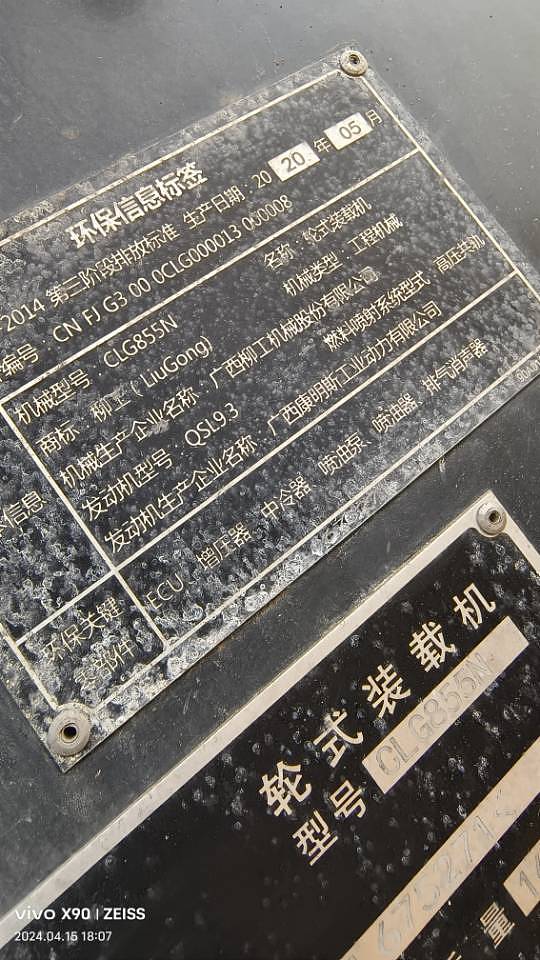 环保信息标签
2014 第三阶段排放标准 生产日期：20 20. 年 05 月
编号：CN FJ G3 00 0CLG000013 000008
机械型号：CLG855N 名称：轮式装载机
商标：柳工(LiuGong) 机械类型：工程机械
机械生产企业名称：广西柳工机械股份有限公司
发动机型号：QSL9.3 燃料喷射系统型式：高压共轨
发动机生产企业名称：广西康明斯工业动力有限公司
信息
环保关键
零部件
ECU、增压器、中冷器、喷油泵、喷油器、排气消声器
轮式装载机
型号 CLG855N
675271
量 14
vivo X90 | ZEISS
2024.04.15 18:07